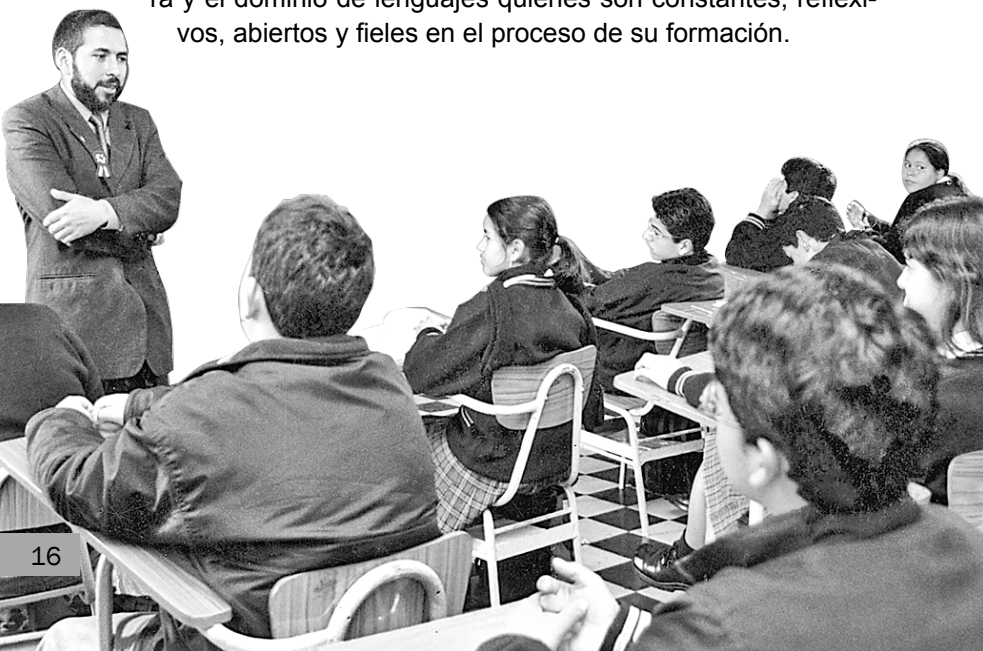 ra y el dominio de lenguajes quienes son constantes, reflexi-
vos, abiertos y fieles en el proceso de su formación.
16